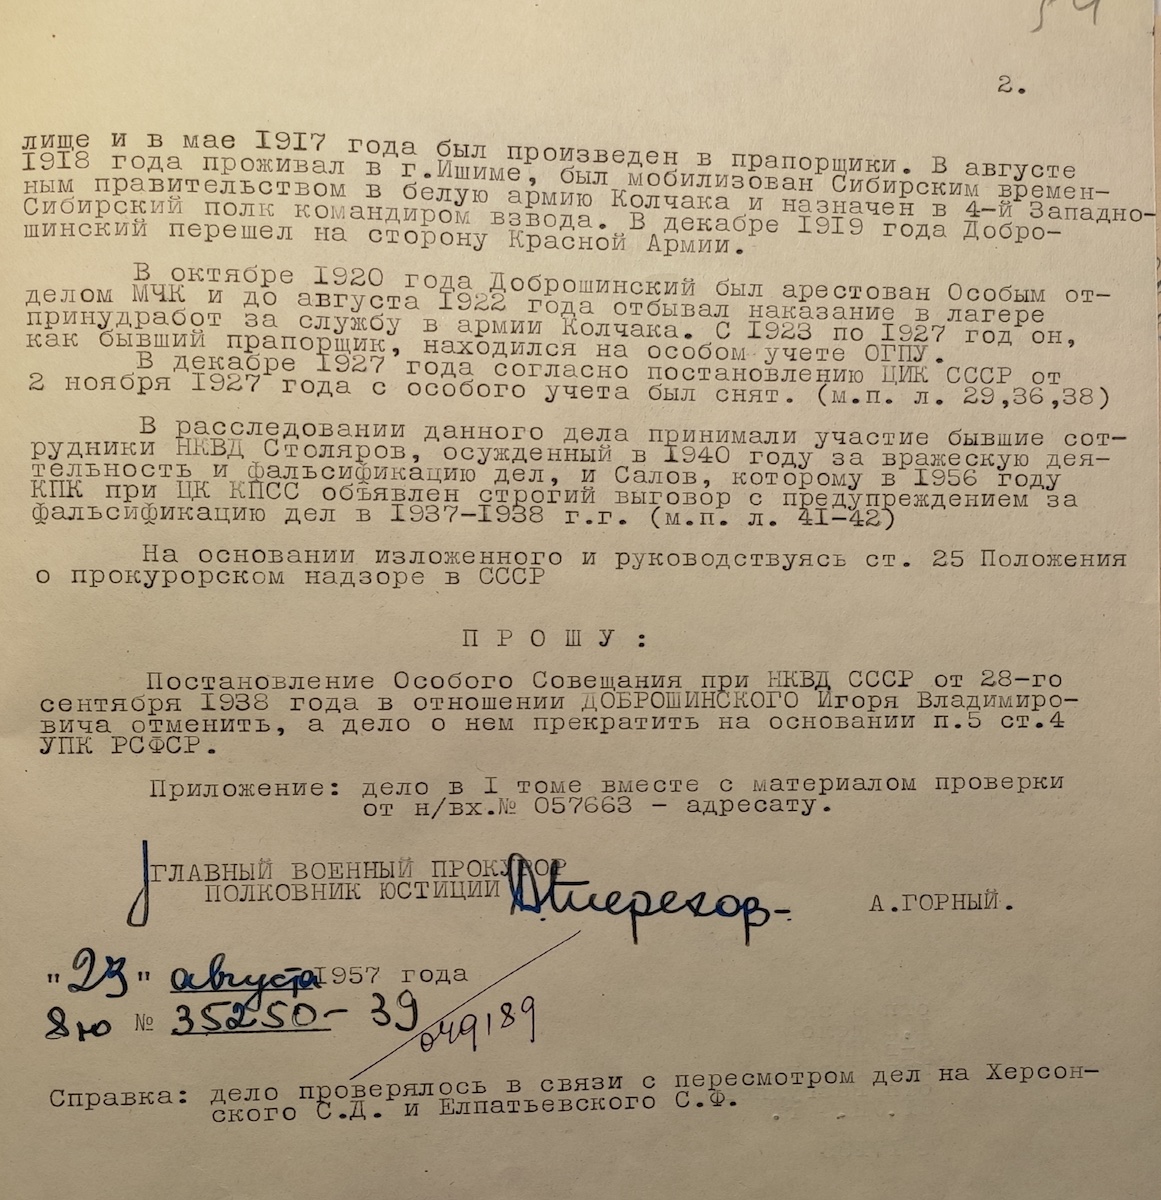 54
2.
лище и в мае 1917 года был произведен в прапорщики. В августе
1918 года проживал в г.Ишиме, был мобилизован Сибирским времен-
ным правительством в белую армию Колчака и назначен в 4-й Западно-
Сибирский полк командиром взвода. В декабре 1919 года Добро-
шинский перешел на сторону Красной Армии.
В октябре 1920 года Доброшинский был арестован Особым от-
делом МЧК и до августа 1922 года отбывал наказание в лагере
принудработ за службу в армии Колчака. С 1923 по 1927 год он,
как бывший прапорщик, находился на особом учете ОГПУ.
В декабре 1927 года согласно постановлению ЦИК СССР от
2 ноября 1927 года с особого учета был снят. (м.п. л. 29,36,38)
В расследовании данного дела принимали участие бывшие сот-
рудники НКВД Столяров, осужденный в 1940 году за вражескую дея-
тельность и фальсификацию дел, и Салов, которому в 1956 году
КПК при ЦК КПСС объявлен строгий выговор с предупреждением за
фальсификацию дел в 1937-1938 г.г. (м.п. л. 41-42)
На основании изложенного и руководствуясь ст. 25 Положения
о прокурорском надзоре в СССР
П Р О Ш У :
Постановление Особого Совещания при НКВД СССР от 28-го
сентября 1938 года в отношении ДОБРОШИНСКОГО Игоря Владимиро-
вича отменить, а дело о нем прекратить на основании п.5 ст.4
УПК РСФСР.
Приложение: дело в I томе вместе с материалом проверки
от н/вх.№ 057663 - адресату.
ГЛАВНЫЙ ВОЕННЫЙ ПРОКУРОР
ПОЛКОВНИК ЮСТИЦИИ А.ГОРНЫЙ.
"23" августа 1957 года
8ю № 35250-39
049189
Справка: дело проверялось в связи с пересмотром дел на Херсон-
ского С.Д. и Елпатьевского С.Ф.